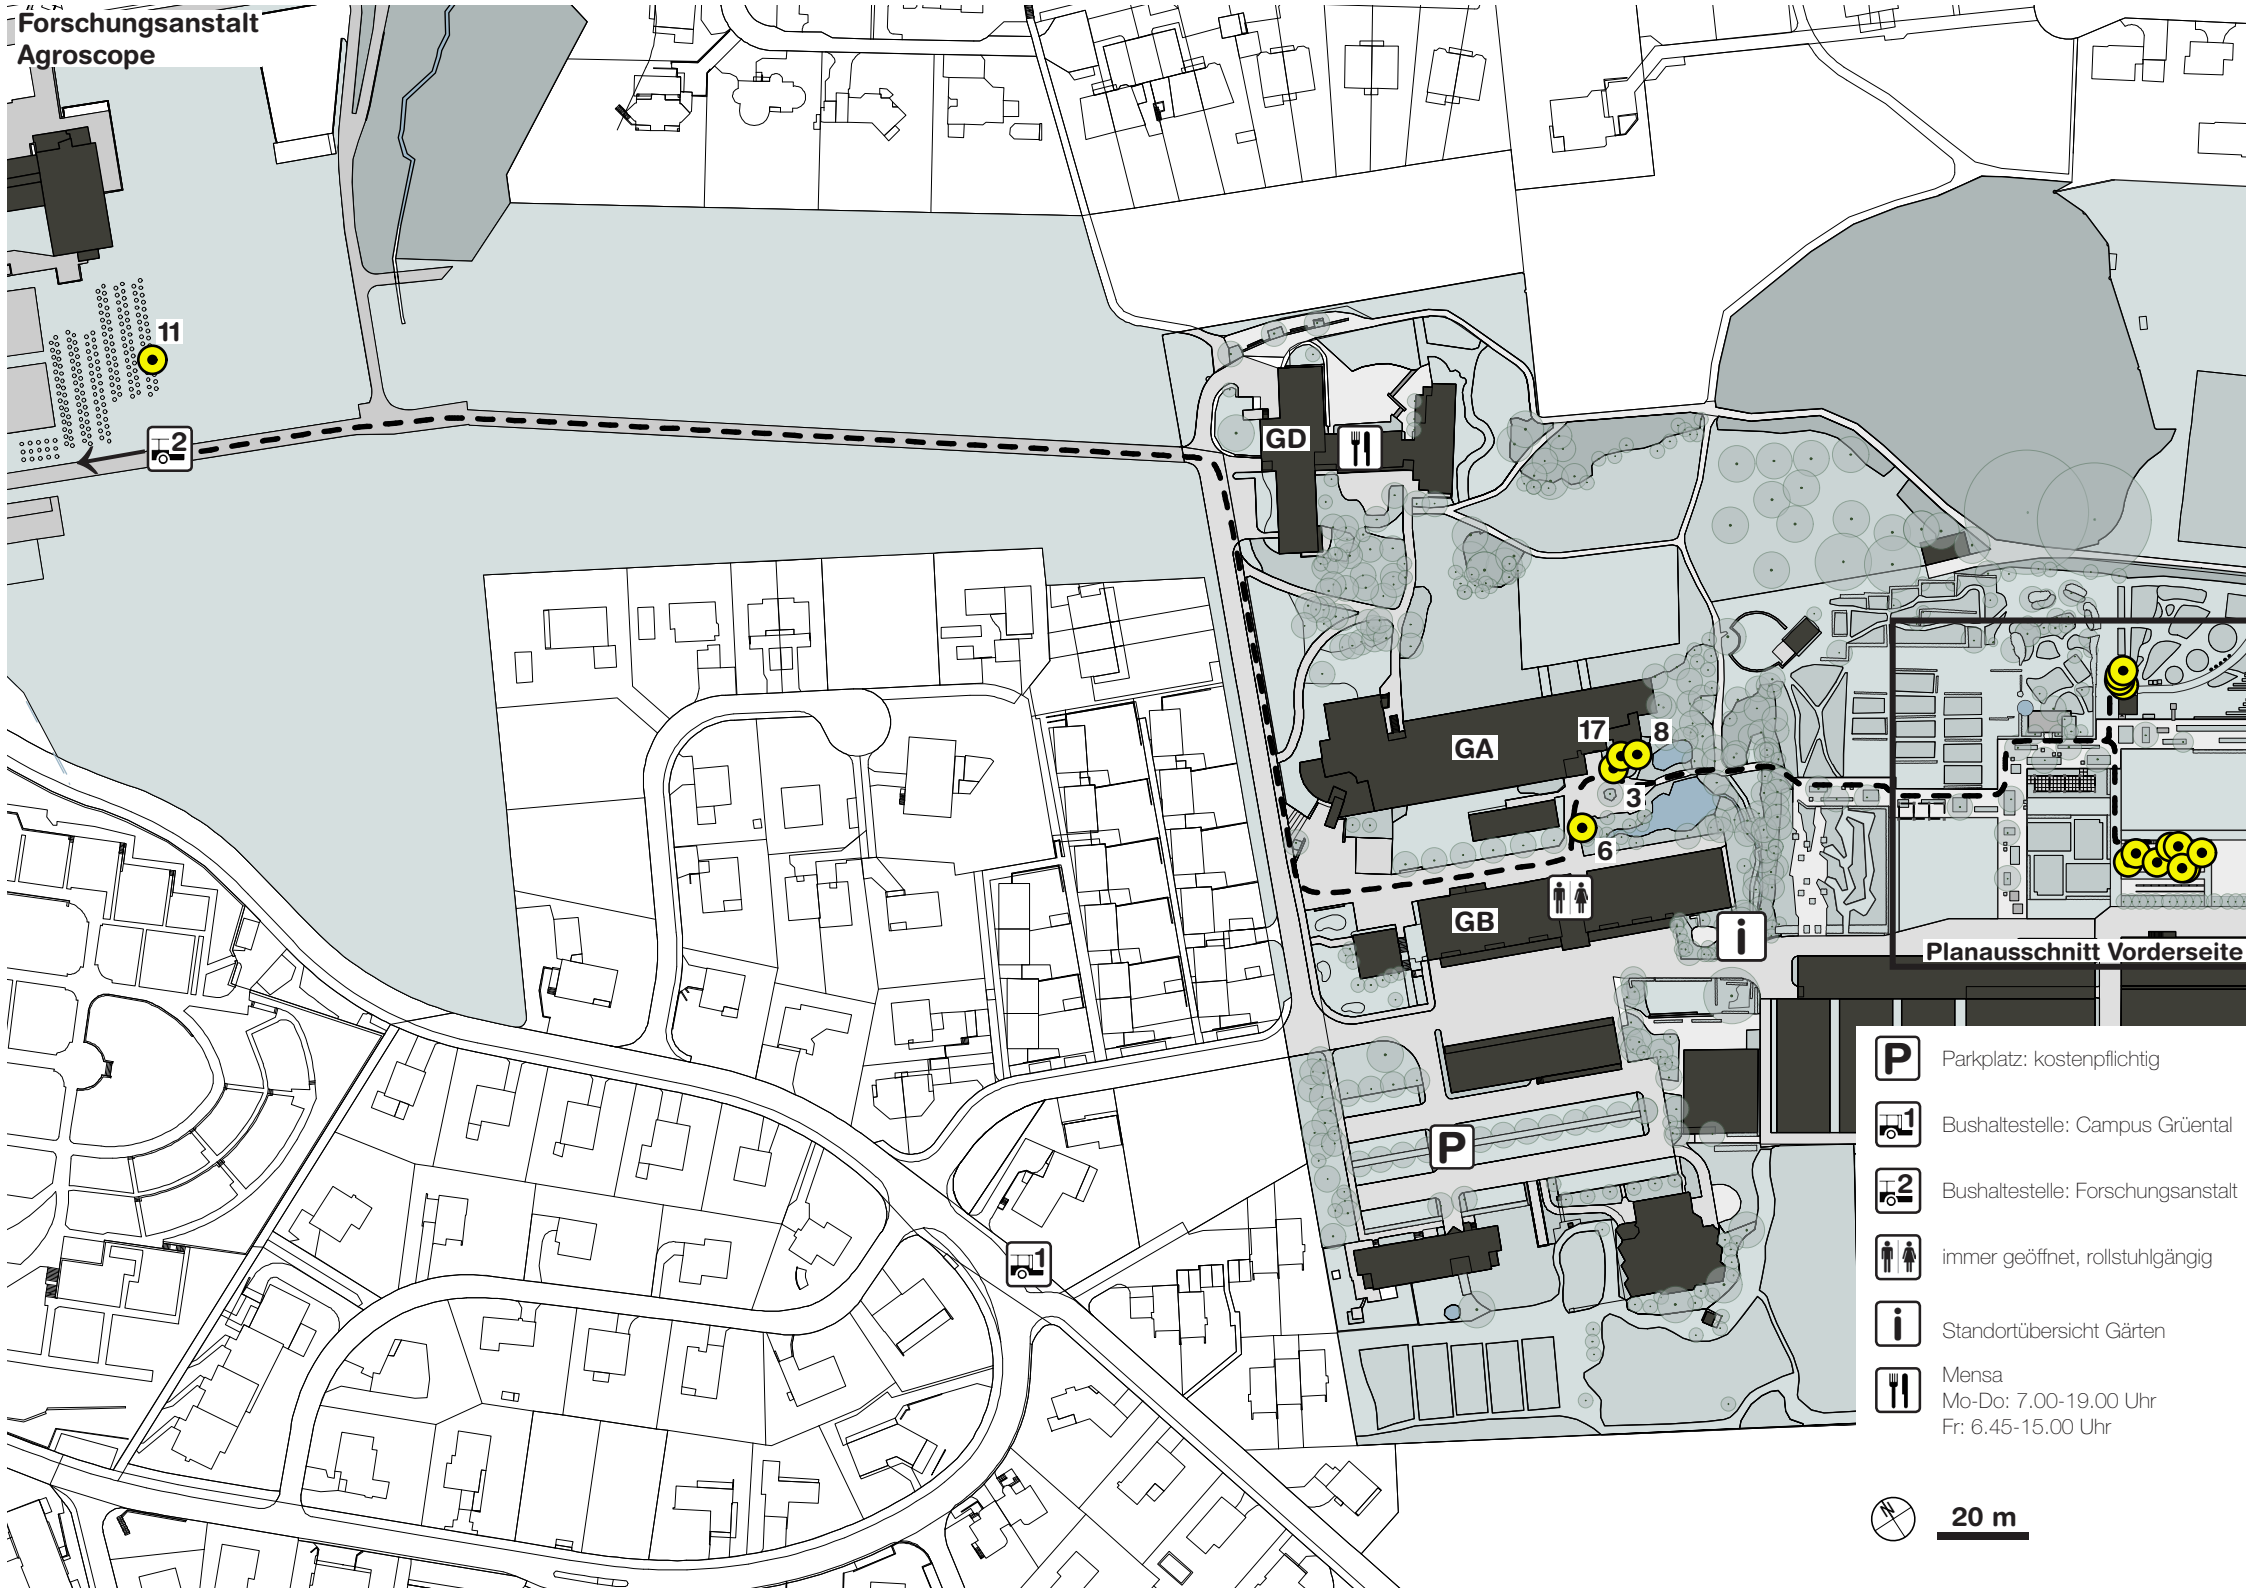 Forschungsanstalt
Agroscope
11
2
GD
17
8
GA
3
6
GB
i
Planausschnitt Vorderseite
P
1
P
Parkplatz: kostenpflichtig
1
Bushaltestelle: Campus Grüental
2
Bushaltestelle: Forschungsanstalt
immer geöffnet, rollstuhlgängig
i
Standortübersicht Gärten
Mensa
Mo-Do: 7.00-19.00 Uhr
Fr: 6.45-15.00 Uhr
N
20 m